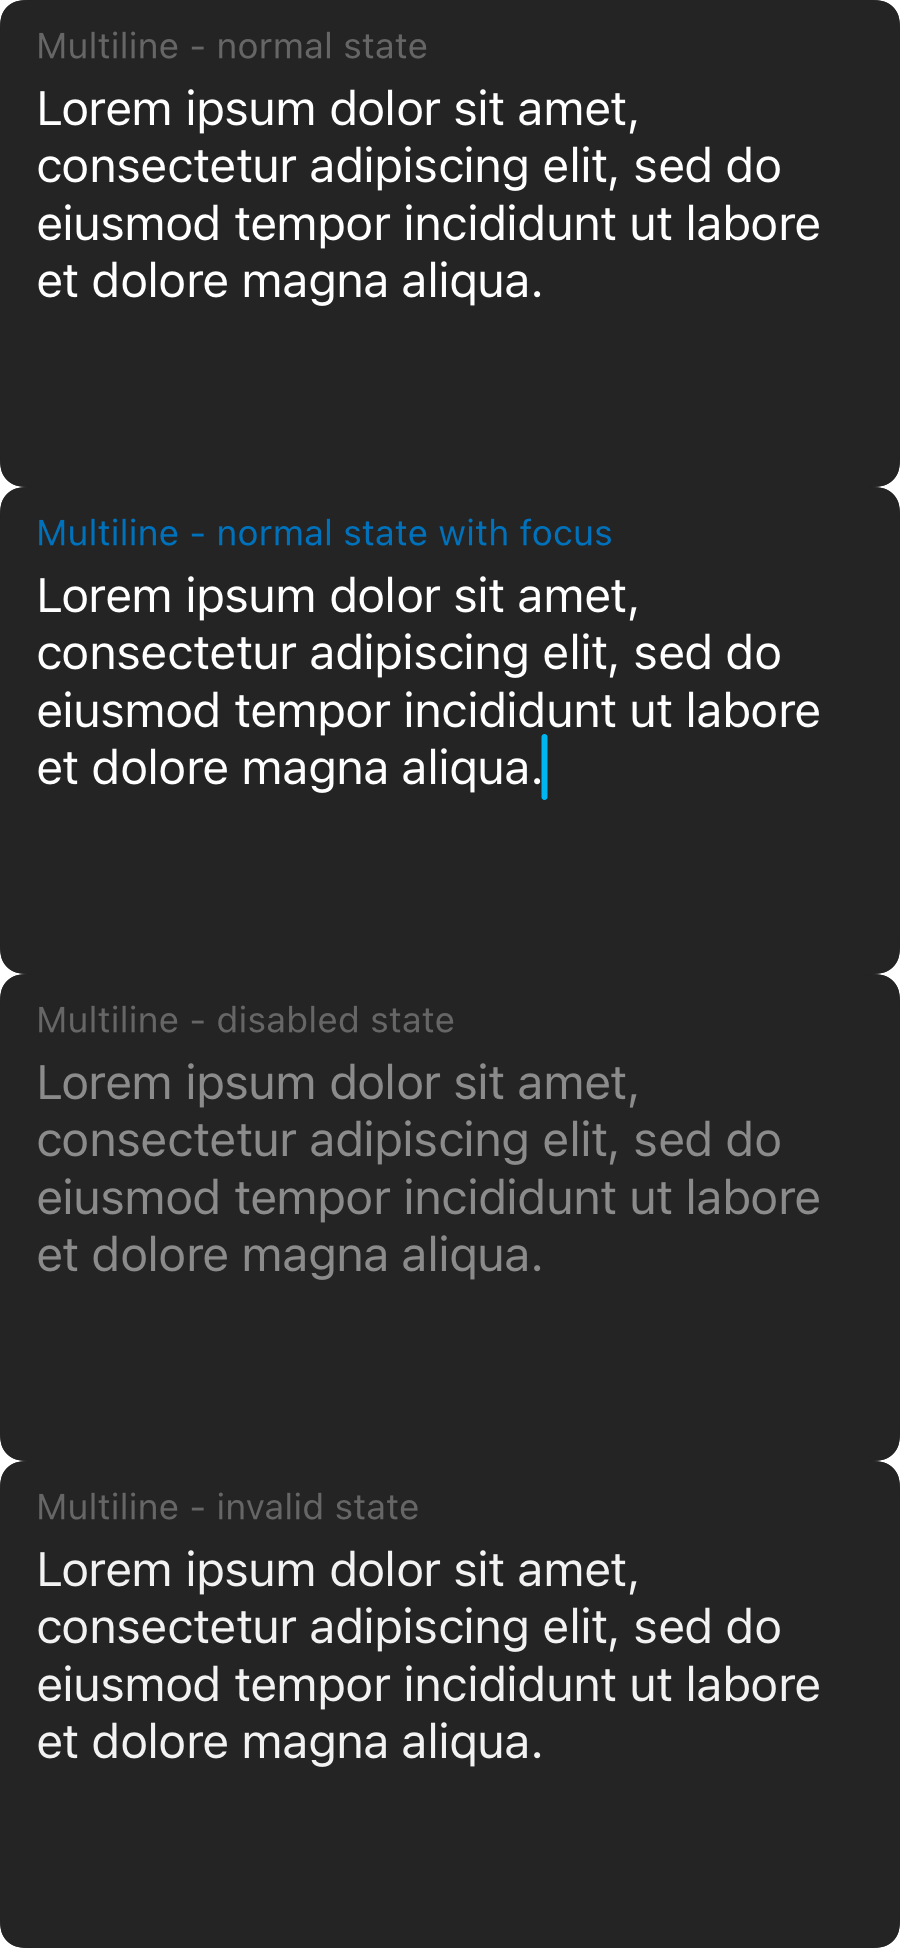 Multiline - normal state
Lorem ipsum dolor sit amet,
consectetur adipiscing elit, sed do
eiusmod tempor incididunt ut labore
et dolore magna aliqua.
Multiline - normal state with focus
Lorem ipsum dolor sit amet,
consectetur adipiscing elit, sed do
eiusmod tempor incididunt ut labore
et dolore magna aliqua.
Multiline - disabled state
Lorem ipsum dolor sit amet,
consectetur adipiscing elit, sed do
eiusmod tempor incididunt ut labore
et dolore magna aliqua.
Multiline - invalid state
Lorem ipsum dolor sit amet,
consectetur adipiscing elit, sed do
eiusmod tempor incididunt ut labore
et dolore magna aliqua.